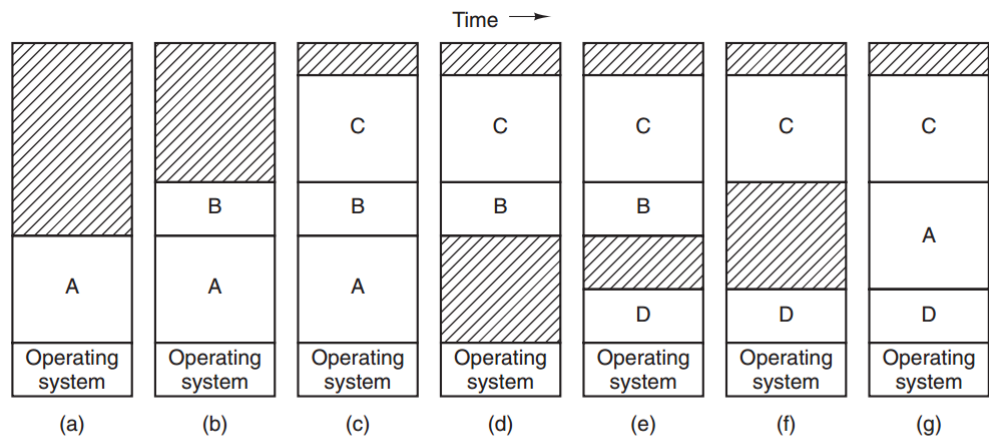 Time
C
C
C
C
C
B
B
B
B
A
A
A
A
D
D
D
Operating
system
Operating
system
Operating
system
Operating
system
Operating
system
Operating
system
Operating
system
(a)
(b)
(c)
(d)
(e)
(f)
(g)